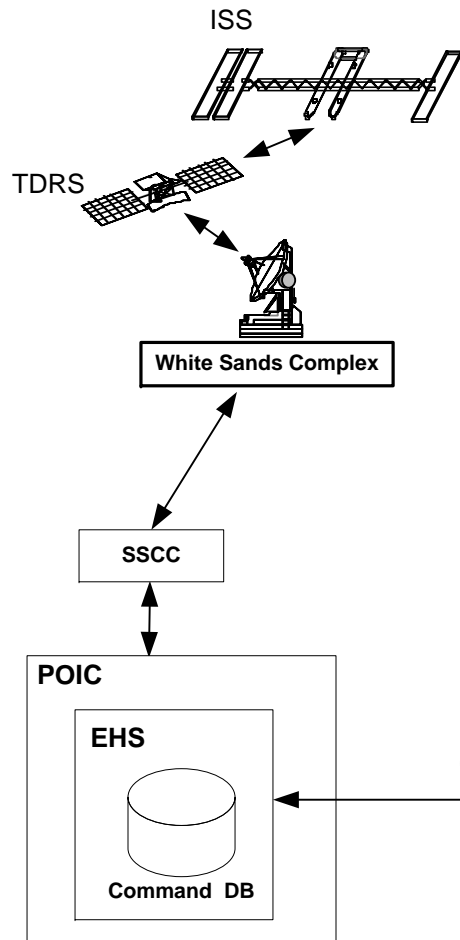 ISS
TDRS
White Sands Complex
SSCC
POIC
EHS
Command DB